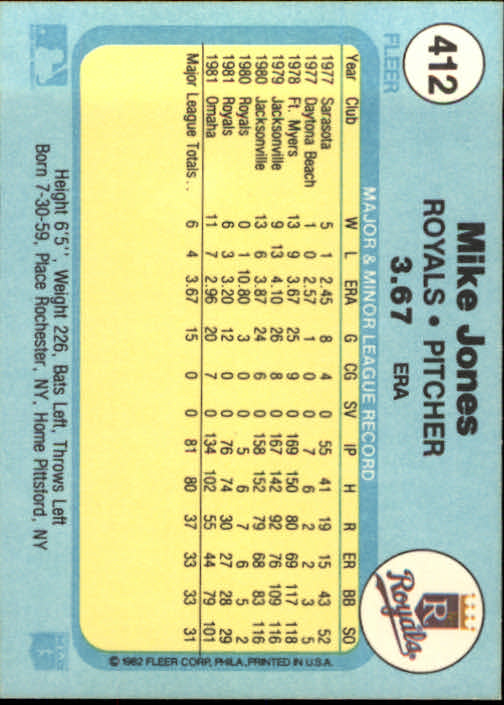 412
FLEER
Mike Jones
ROYALS • PITCHER
3.67 ERA
R
Royals
MAJOR & MINOR LEAGUE RECORD
Year Club W L ERA G CG SV IP H R ER BB SO
1977 Sarasota 5 1 2.45 8 4 0 55 41 19 15 43 52
1977 Daytona Beach 1 0 2.57 1 0 0 7 6 2 2 3 5
1978 Ft. Myers 13 9 3.67 25 9 0 169 150 80 69 117 118
1979 Jacksonville 9 13 4.10 26 8 0 167 142 92 76 109 116
1980 Jacksonville 13 6 3.87 24 6 0 158 152 79 68 83 116
1980 Royals 0 1 10.80 3 0 0 5 6 7 6 5 2
1981 Royals 6 3 3.20 12 0 0 76 74 30 27 28 29
1981 Omaha 11 7 2.96 20 7 0 134 102 55 44 79 101
Major League Totals . . 6 4 3.67 15 0 0 81 80 37 33 33 31
© 1982 FLEER CORP., PHILA., PRINTED IN U.S.A.
Height 6'5", Weight 226, Bats Left, Throws Left
Born 7-30-59, Place Rochester, NY. Home Pittsford, NY